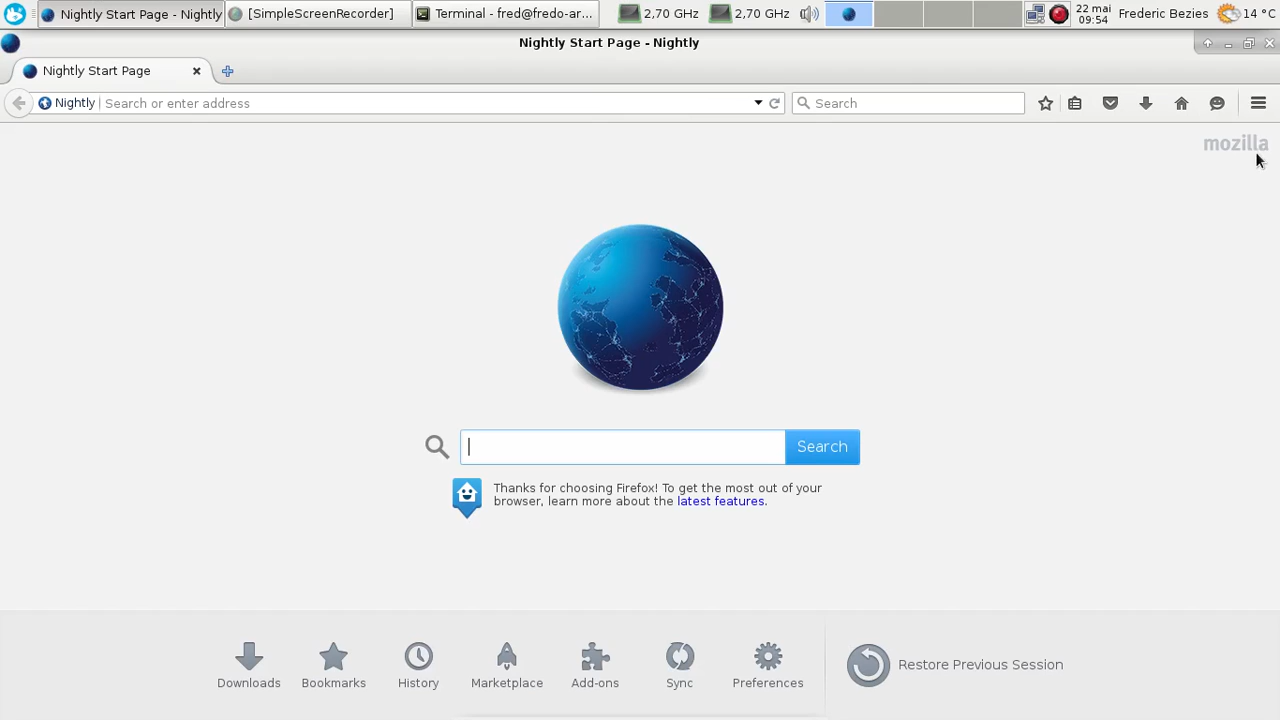 Nightly Start Page - Nightly
[SimpleScreenRecorder]
Terminal - fred@fredo-ar...
2,70 GHz
2,70 GHz
22 mai
09:54
Frederic Bezies
14 °C
Nightly Start Page - Nightly
Nightly Start Page
Nightly
Search or enter address
Search
mozilla
Search
Thanks for choosing Firefox! To get the most out of your
browser, learn more about the latest features.
Downloads
Bookmarks
History
Marketplace
Add-ons
Sync
Preferences
Restore Previous Session